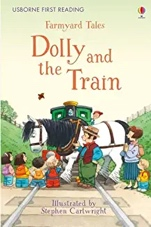 USBORNE FIRST READING
Farmyard Tales
Dolly
and the
Train
Illustrated by
Stephen Cartwright